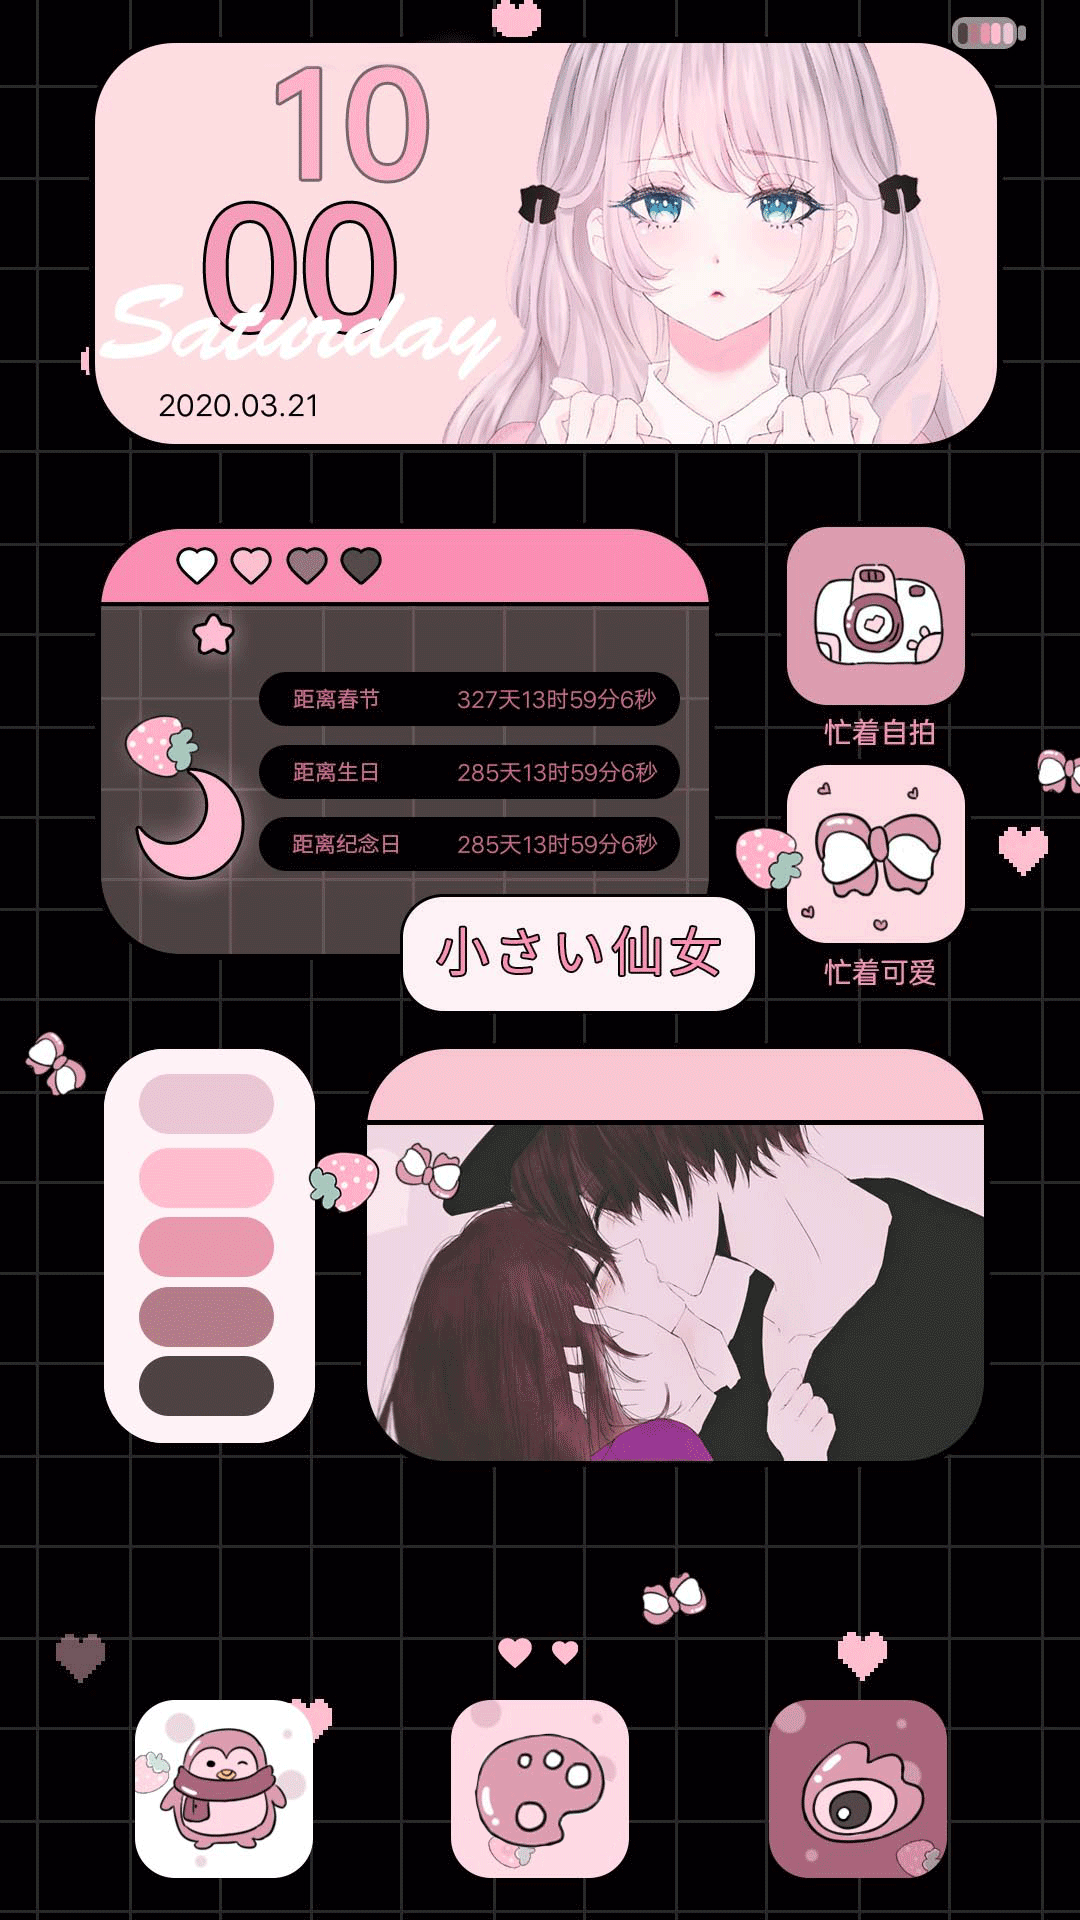 10
00
Saturday
2020.03.21
距离春节 327天13时59分6秒
距离生日 285天13时59分6秒
距离纪念日 285天13时59分6秒
小さい仙女
忙着自拍
忙着可爱